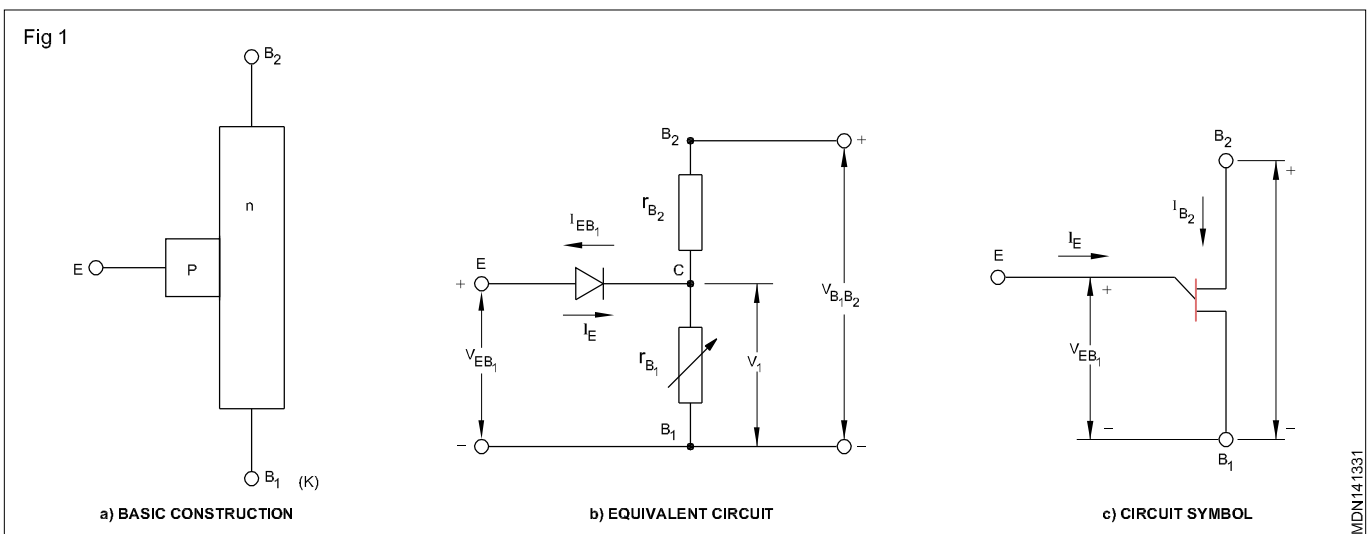 Fig 1
B2
n
P
E
B1 (K)
a) BASIC CONSTRUCTION
B2
+
rB2
IEB1
E
C
+
IE
VEB1
rB1
V1
VB1B2
B1
–
–
b) EQUIVALENT CIRCUIT
B2
+
IB2
IE
E
+
VEB1
–
–
B1
c) CIRCUIT SYMBOL
MDN141331